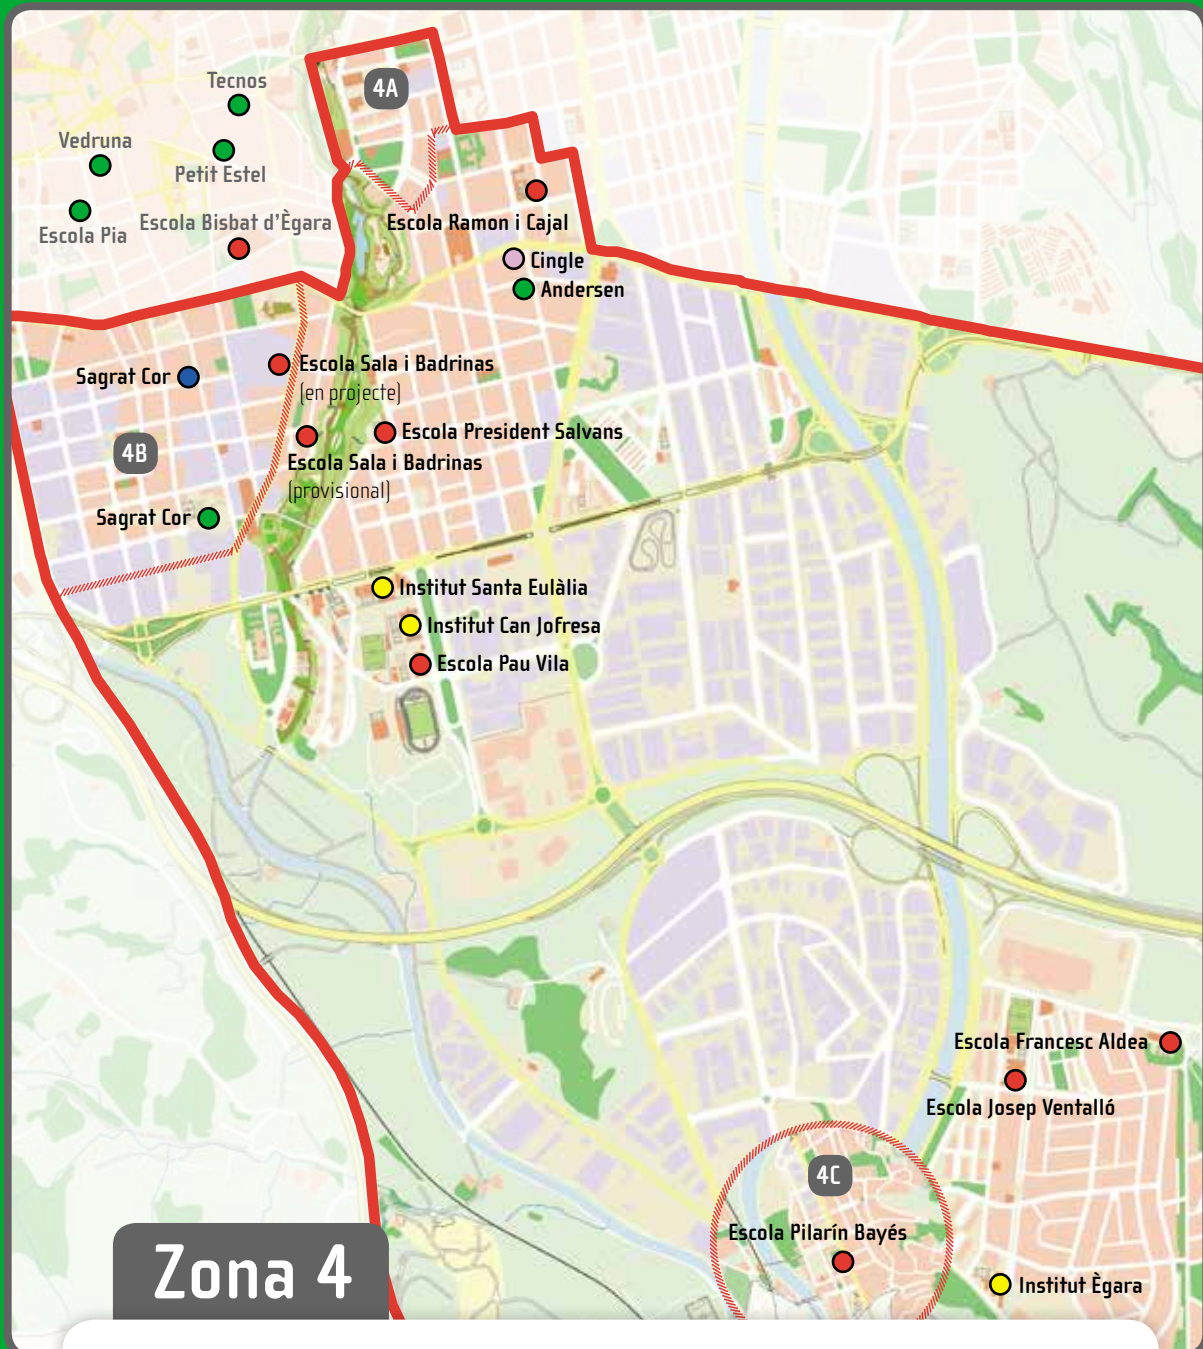 4A
Tecnos
Vedruna
Petit Estel
Escola Pia
Escola Bisbat d'Ègara
Escola Ramon i Cajal
Cingle
Andersen
Sagrat Cor
Escola Sala i Badrinas
(en projecte)
4B
Escola President Salvans
Escola Sala i Badrinas
(provisional)
Sagrat Cor
Institut Santa Eulàlia
Institut Can Jofresa
Escola Pau Vila
Escola Francesc Aldea
Escola Josep Ventalló
4C
Escola Pilarín Bayés
Zona 4
Institut Ègara